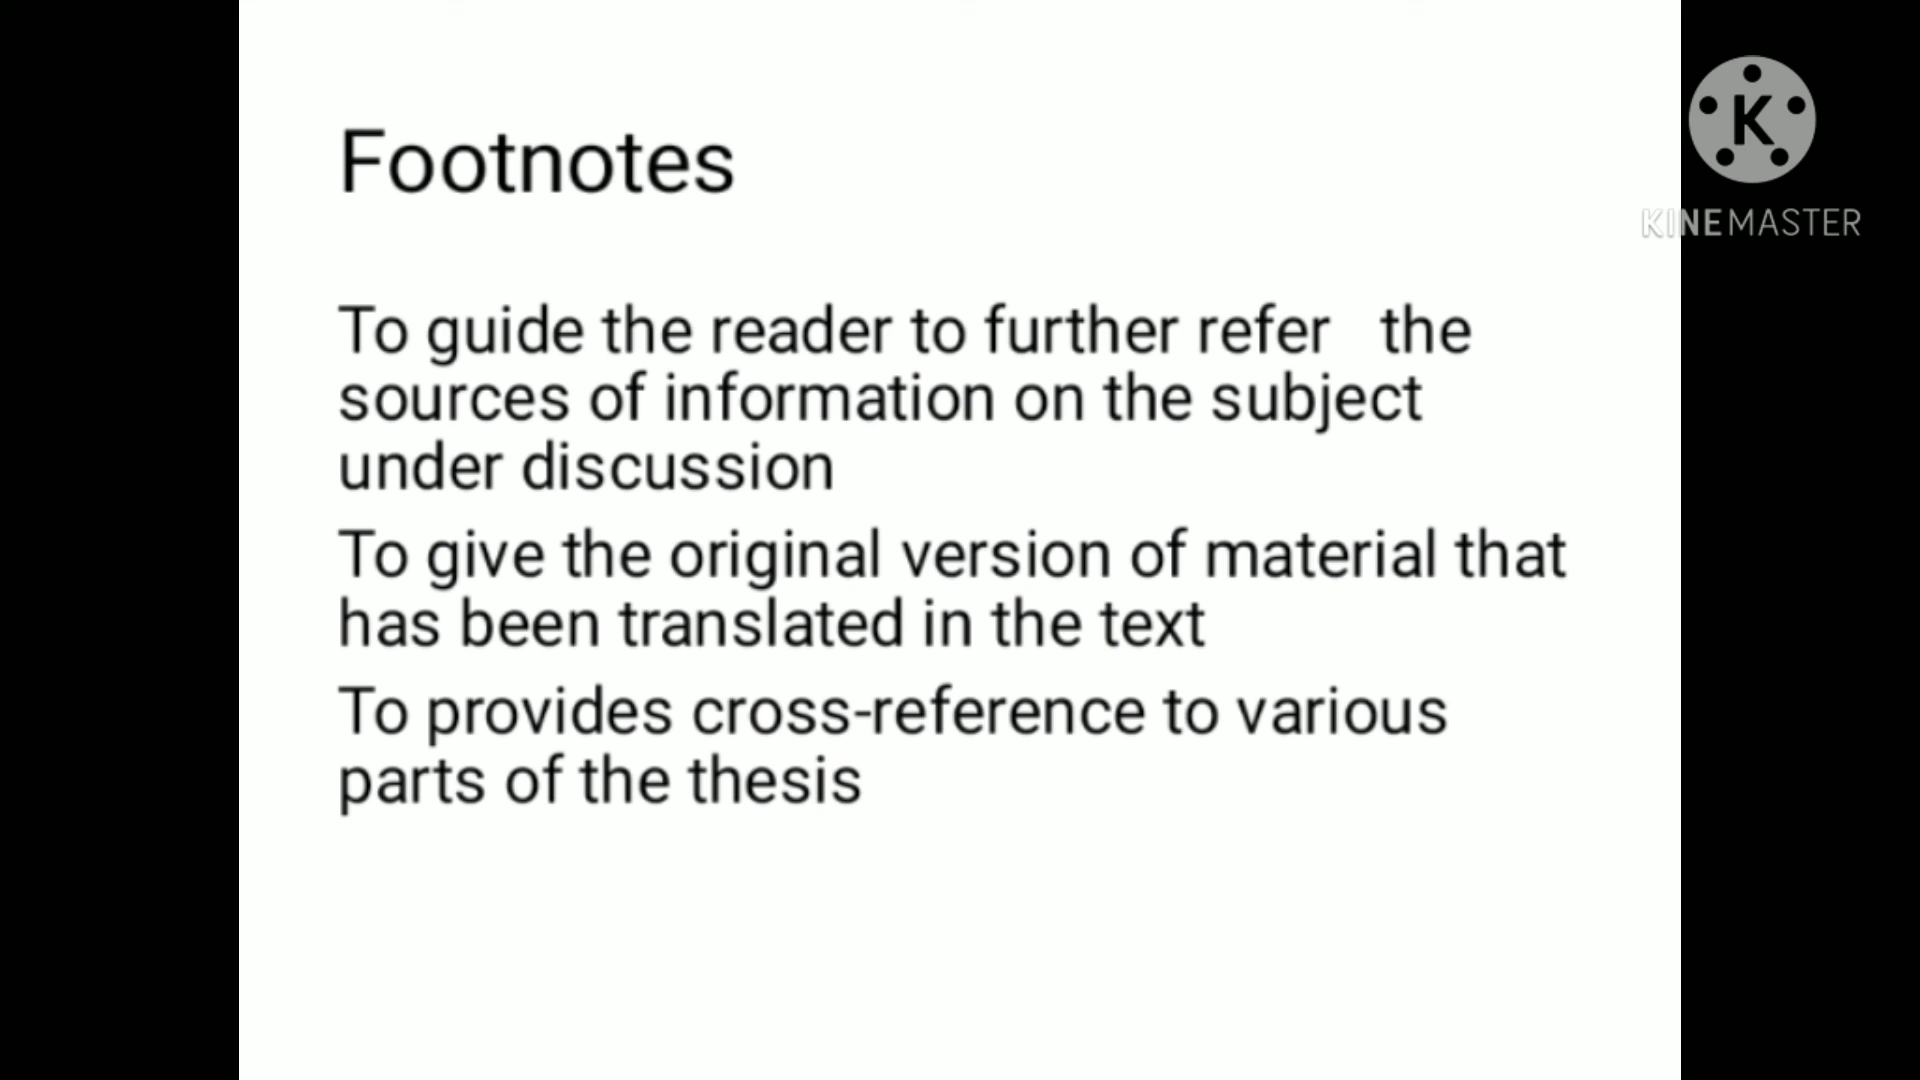 Footnotes
K
KINEMASTER
To guide the reader to further refer   the
sources of information on the subject
under discussion
To give the original version of material that
has been translated in the text
To provides cross-reference to various
parts of the thesis